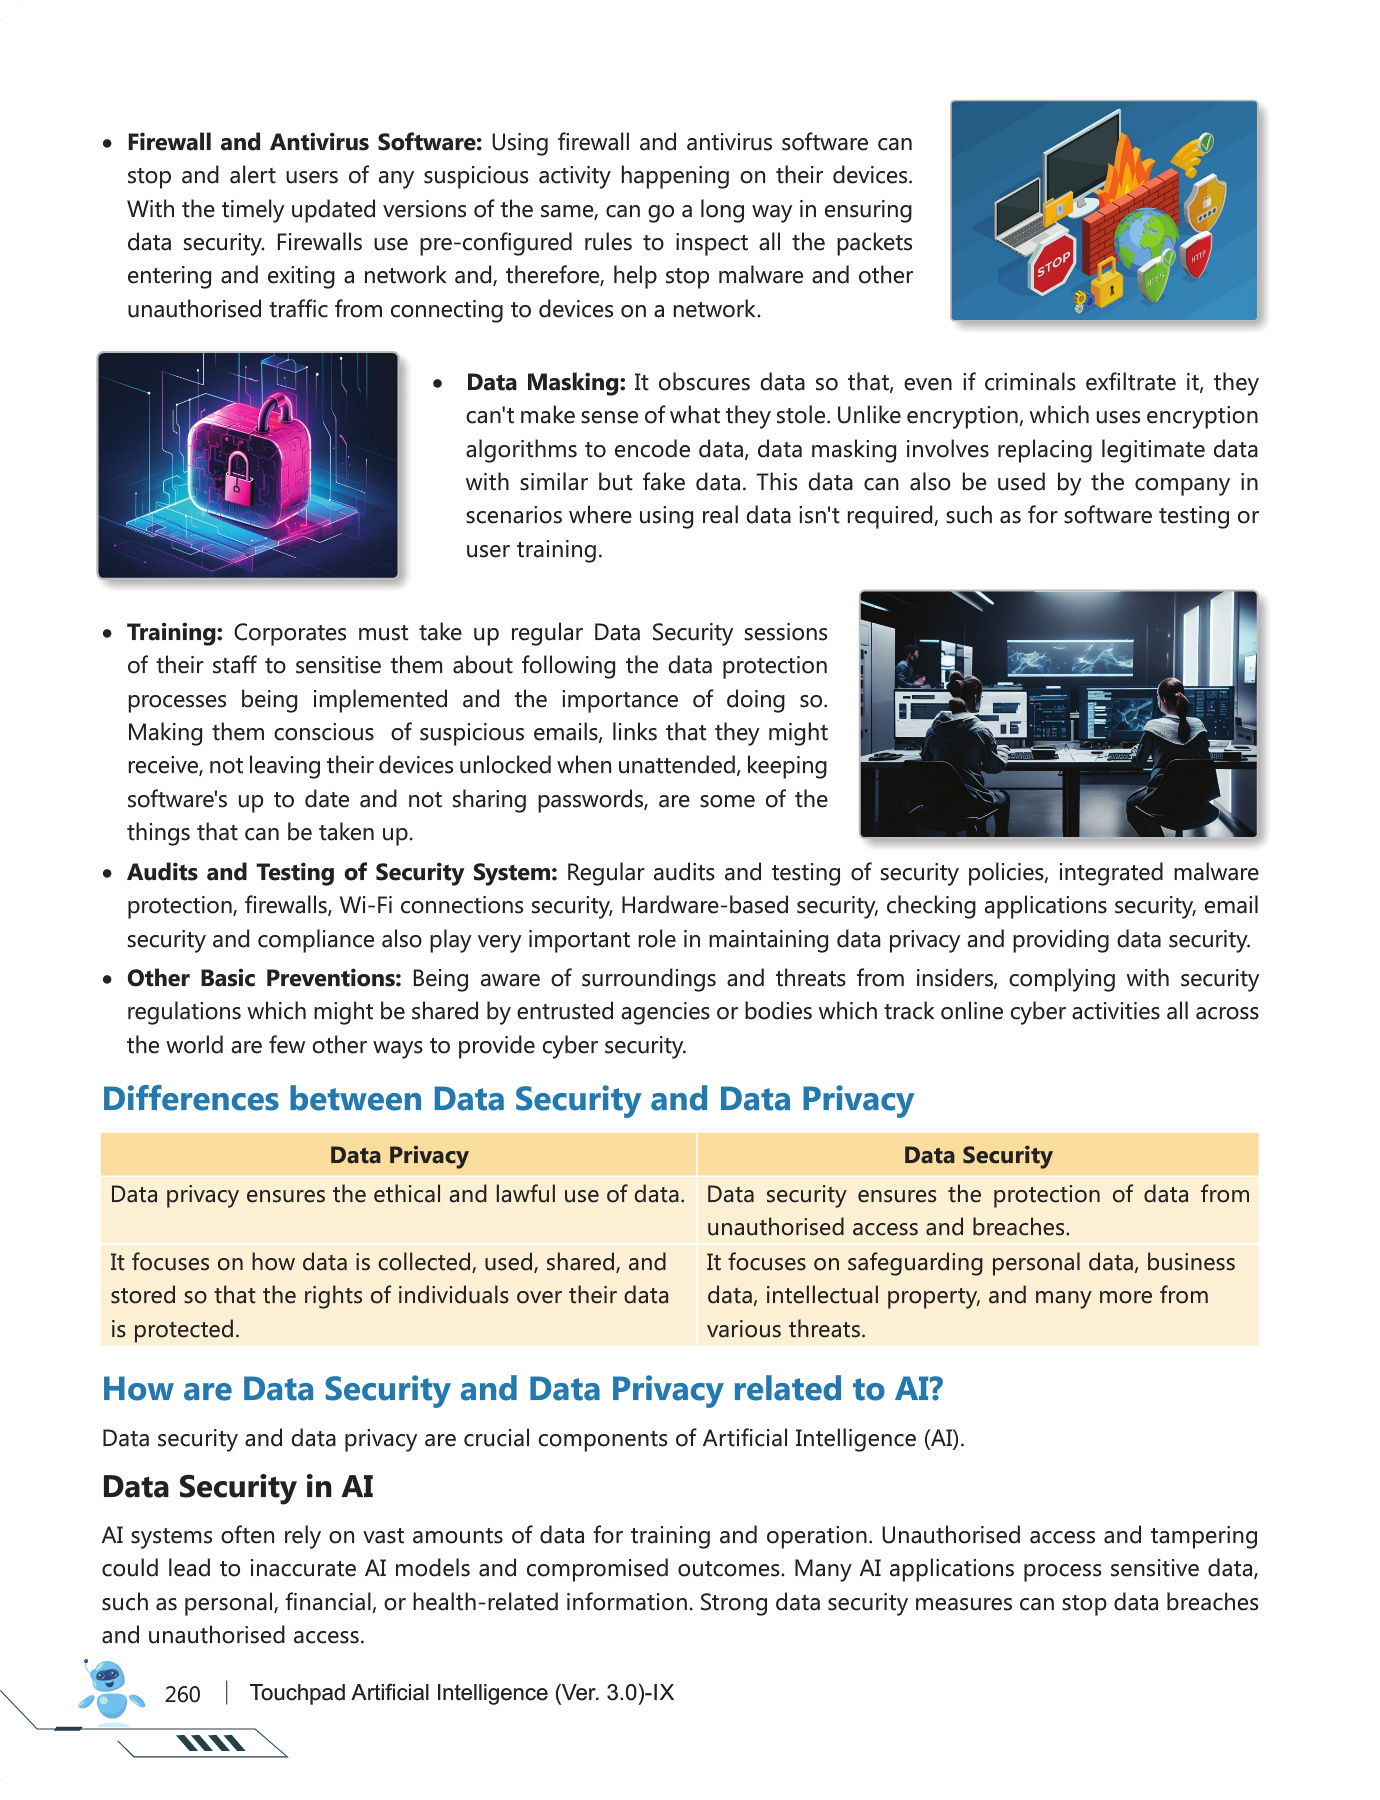 • Firewall and Antivirus Software: Using firewall and antivirus software can
stop and alert users of any suspicious activity happening on their devices.
With the timely updated versions of the same, can go a long way in ensuring
data security. Firewalls use pre-configured rules to inspect all the packets
entering and exiting a network and, therefore, help stop malware and other
unauthorised traffic from connecting to devices on a network.
STOP
HTTP
HTTPS
• Data Masking: It obscures data so that, even if criminals exfiltrate it, they
can't make sense of what they stole. Unlike encryption, which uses encryption
algorithms to encode data, data masking involves replacing legitimate data
with similar but fake data. This data can also be used by the company in
scenarios where using real data isn't required, such as for software testing or
user training.
• Training: Corporates must take up regular Data Security sessions
of their staff to sensitise them about following the data protection
processes being implemented and the importance of doing so.
Making them conscious  of suspicious emails, links that they might
receive, not leaving their devices unlocked when unattended, keeping
software's up to date and not sharing passwords, are some of the
things that can be taken up.
• Audits and Testing of Security System: Regular audits and testing of security policies, integrated malware
protection, firewalls, Wi-Fi connections security, Hardware-based security, checking applications security, email
security and compliance also play very important role in maintaining data privacy and providing data security.
• Other Basic Preventions: Being aware of surroundings and threats from insiders, complying with security
regulations which might be shared by entrusted agencies or bodies which track online cyber activities all across
the world are few other ways to provide cyber security.
Differences between Data Security and Data Privacy
Data Privacy
Data Security
Data privacy ensures the ethical and lawful use of data.
Data security ensures the protection of data from
unauthorised access and breaches.
It focuses on how data is collected, used, shared, and
stored so that the rights of individuals over their data
is protected.
It focuses on safeguarding personal data, business
data, intellectual property, and many more from
various threats.
How are Data Security and Data Privacy related to AI?
Data security and data privacy are crucial components of Artificial Intelligence (AI).
Data Security in AI
AI systems often rely on vast amounts of data for training and operation. Unauthorised access and tampering
could lead to inaccurate AI models and compromised outcomes. Many AI applications process sensitive data,
such as personal, financial, or health-related information. Strong data security measures can stop data breaches
and unauthorised access.
260 | Touchpad Artificial Intelligence (Ver. 3.0)-IX